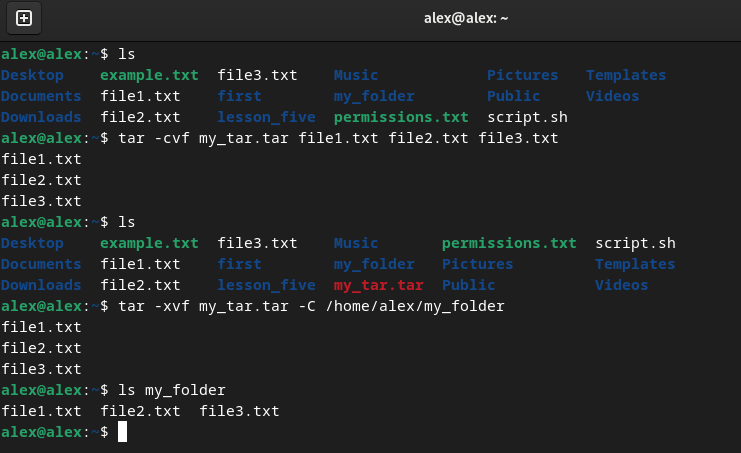 alex@alex: ~
alex@alex:~$ ls
Desktop example.txt file3.txt Music Pictures Templates
Documents file1.txt first my_folder Public Videos
Downloads file2.txt lesson_five permissions.txt script.sh
alex@alex:~$ tar -cvf my_tar.tar file1.txt file2.txt file3.txt
file1.txt
file2.txt
file3.txt
alex@alex:~$ ls
Desktop example.txt file3.txt Music permissions.txt script.sh
Documents file1.txt first my_folder Pictures Templates
Downloads file2.txt lesson_five my_tar.tar Public Videos
alex@alex:~$ tar -xvf my_tar.tar -C /home/alex/my_folder
file1.txt
file2.txt
file3.txt
alex@alex:~$ ls my_folder
file1.txt file2.txt file3.txt
alex@alex:~$